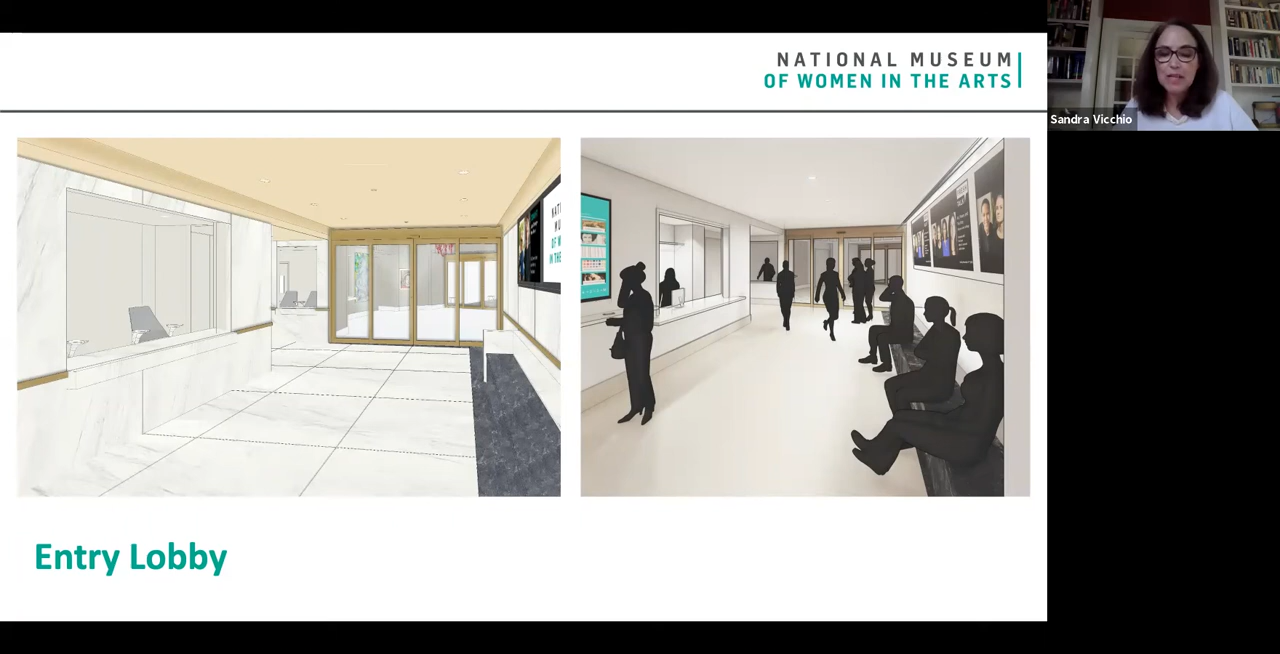 NATIONAL MUSEUM
OF WOMEN IN THE ARTS
Sandra Vicchio
Entry Lobby